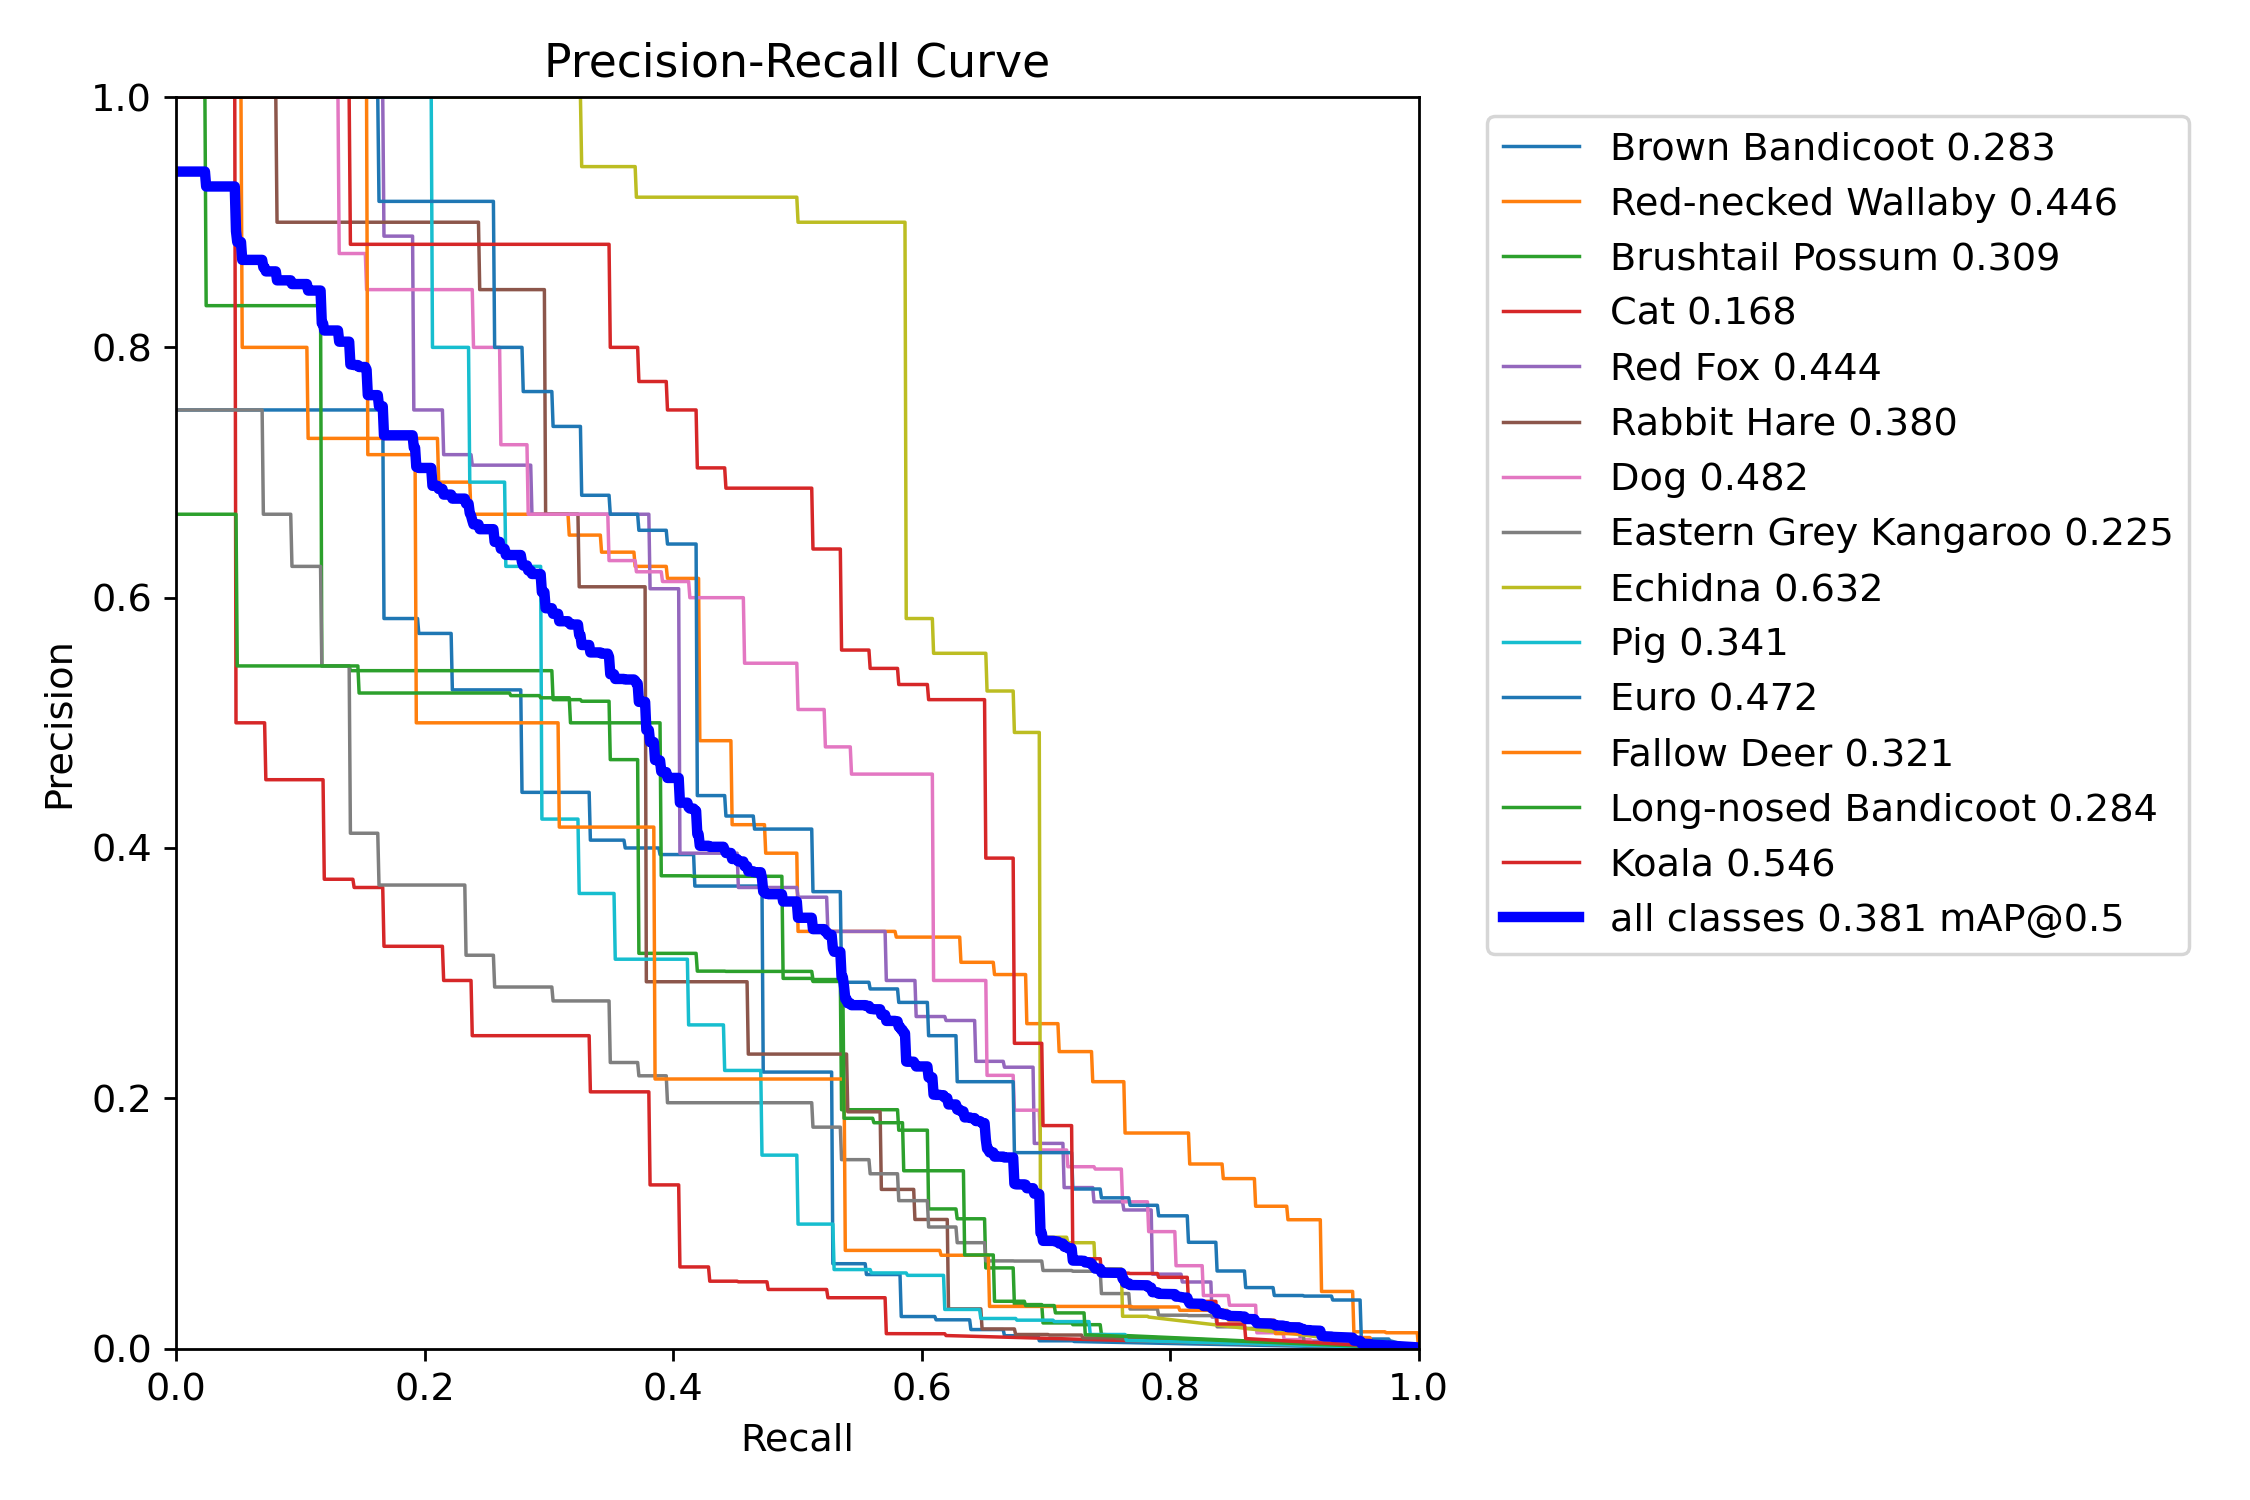 Precision-Recall Curve
1.0
0.8
0.6
0.4
0.2
0.0
Precision
0.0 0.2 0.4 0.6 0.8 1.0
Recall
Brown Bandicoot 0.283
Red-necked Wallaby 0.446
Brushtail Possum 0.309
Cat 0.168
Red Fox 0.444
Rabbit Hare 0.380
Dog 0.482
Eastern Grey Kangaroo 0.225
Echidna 0.632
Pig 0.341
Euro 0.472
Fallow Deer 0.321
Long-nosed Bandicoot 0.284
Koala 0.546
all classes 0.381 mAP@0.5